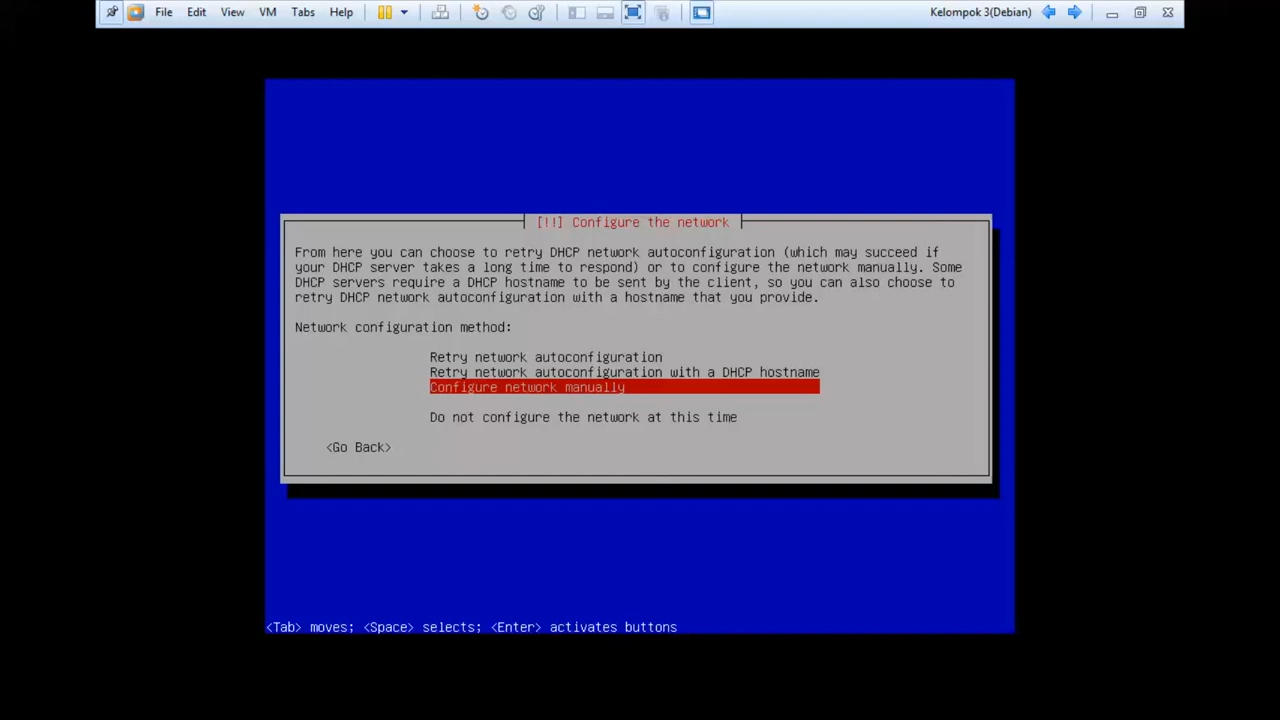 File Edit View VM Tabs Help Kelompok 3(Debian)
[!!] Configure the network
From here you can choose to retry DHCP network autoconfiguration (which may succeed if
your DHCP server takes a long time to respond) or to configure the network manually. Some
DHCP servers require a DHCP hostname to be sent by the client, so you can also choose to
retry DHCP network autoconfiguration with a hostname that you provide.
Network configuration method:
Retry network autoconfiguration
Retry network autoconfiguration with a DHCP hostname
Configure network manually
Do not configure the network at this time
<Go Back>
<Tab> moves; <Space> selects; <Enter> activates buttons